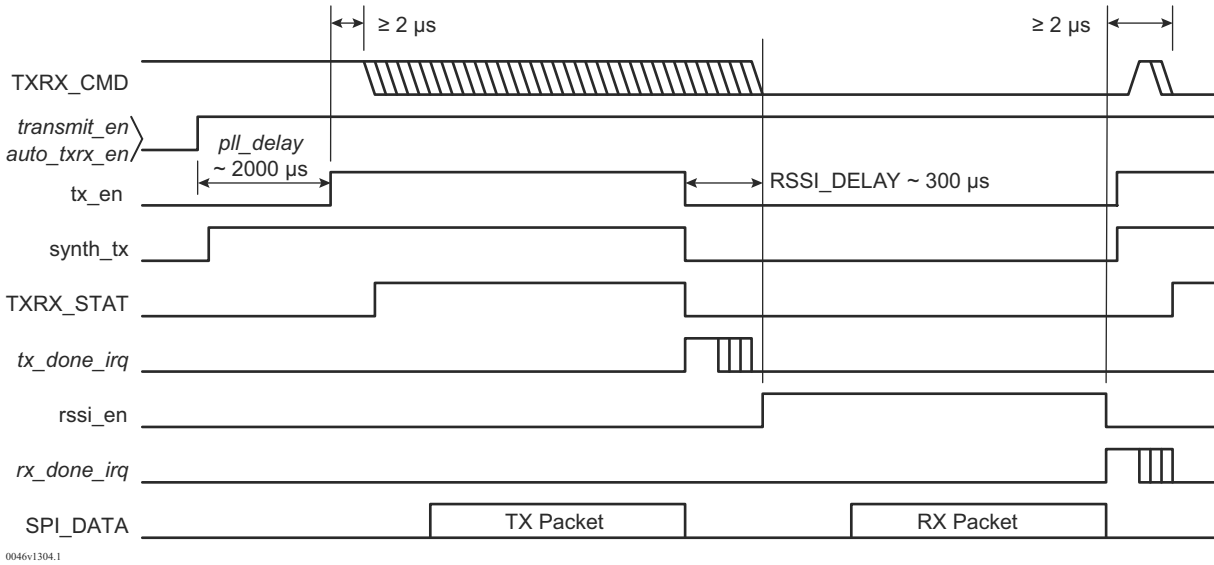 ≥ 2 µs
≥ 2 µs
TXRX_CMD
transmit_en
auto_txrx_en
pll_delay
~ 2000 µs
tx_en
RSSI_DELAY ~ 300 µs
synth_tx
TXRX_STAT
tx_done_irq
rssi_en
rx_done_irq
SPI_DATA
TX Packet
RX Packet
0046v1304.1